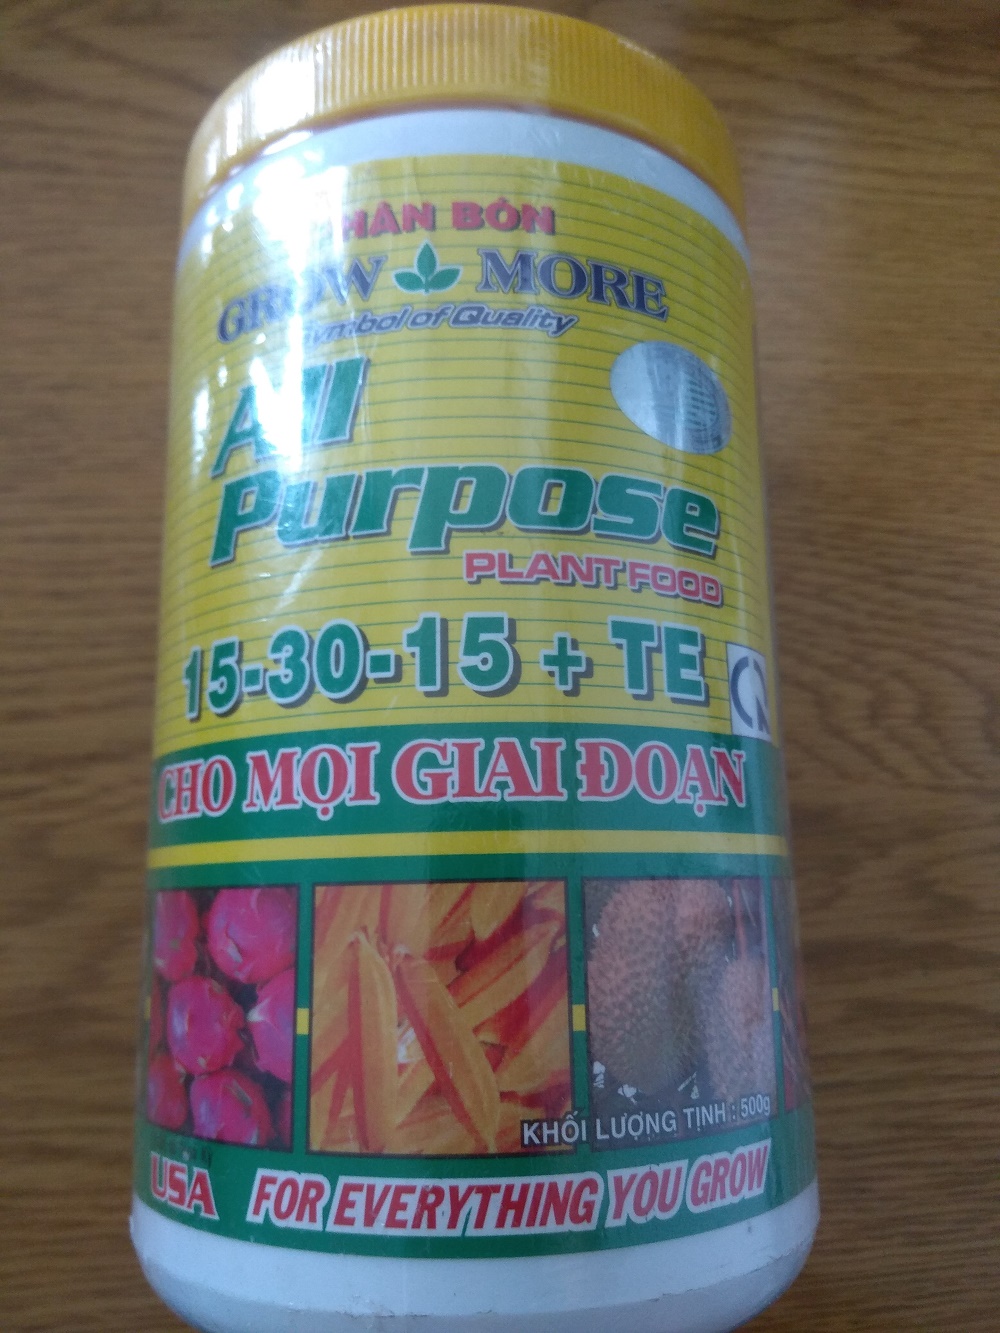 PHÂN BÓN
GROW MORE
Symbol of Quality
All
Purpose
PLANT FOOD
15-30-15 + TE
CHO MỌI GIAI ĐOẠN
KHỐI LƯỢNG TỊNH : 500g
USA FOR EVERYTHING YOU GROW